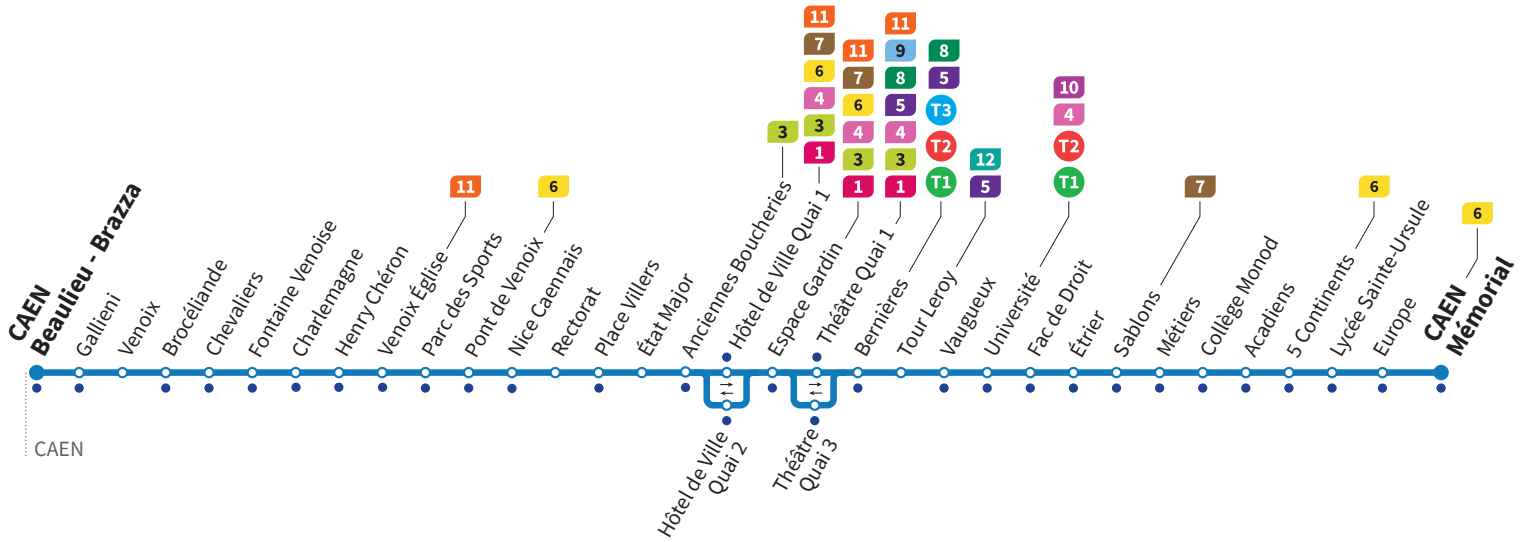 CAEN
Beaulieu - Brazza
Gallieni
Venoix
Brocéliande
Chevaliers
Fontaine Venoise
Charlemagne
Henry Chéron
11
Venoix Église
Parc des Sports
6
Pont de Venoix
Nice Caennais
Rectorat
Place Villers
État Major
3
Anciennes Boucheries
11
7
6
4
3
1
Hôtel de Ville Quai 1
11
7
6
4
3
1
Espace Gardin
11
9
8
5
4
3
1
Théâtre Quai 1
8
5
T3
T2
T1
Bernières
12
5
Tour Leroy
Vaugueux
10
4
T2
T1
Université
Fac de Droit
Étrier
7
Sablons
Métiers
Collège Monod
Acadiens
6
5 Continents
Lycée Sainte-Ursule
Europe
6
CAEN
Mémorial
CAEN
Hôtel de Ville
Quai 2
Théâtre
Quai 3